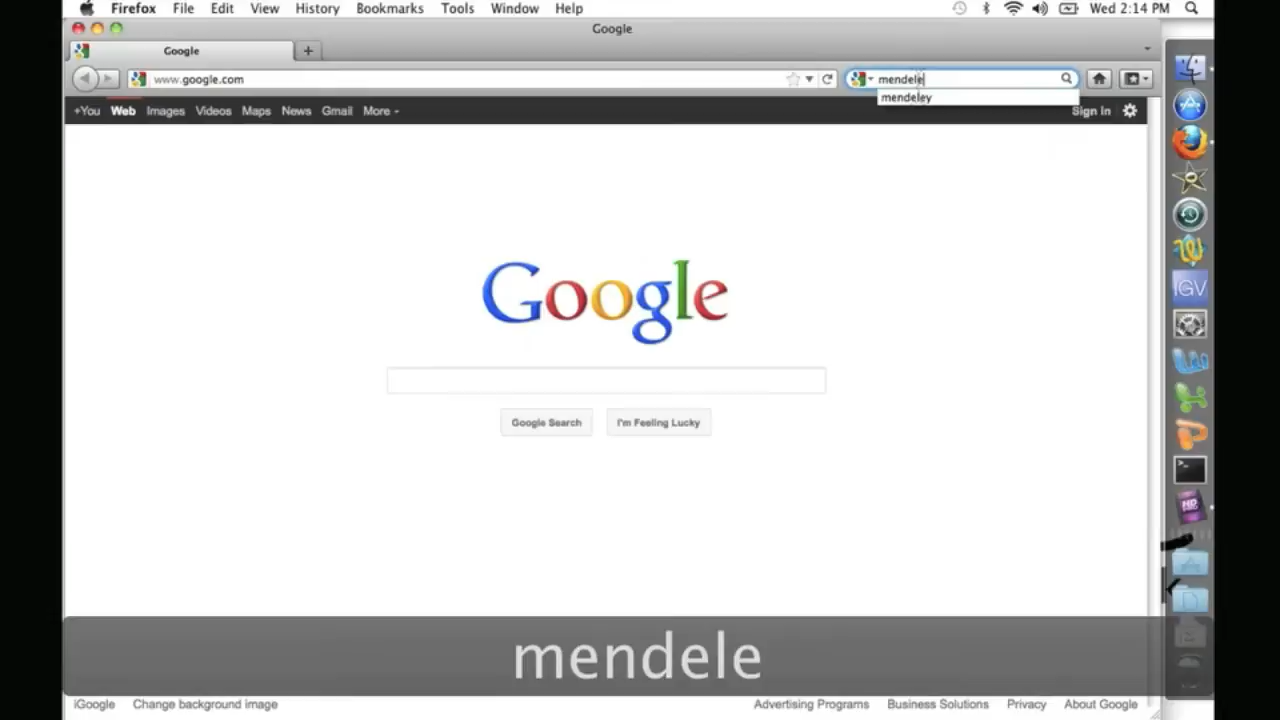 Firefox File Edit View History Bookmarks Tools Window Help Wed 2:14 PM
Google
Google
www.google.com mendele
mendeley
+You Web Images Videos Maps News Gmail More Sign In
Google
Google Search I'm Feeling Lucky
IGV
HD
mendele
iGoogle Change background image Advertising Programs Business Solutions Privacy About Google